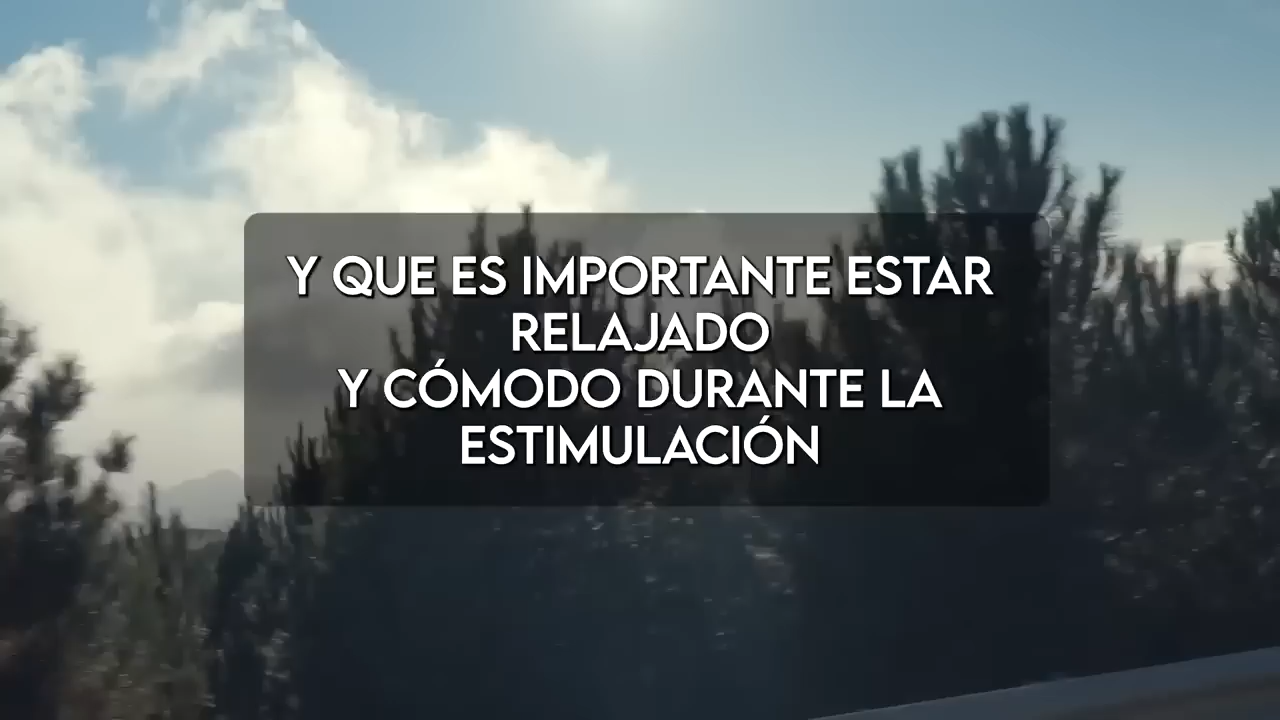 Y QUE ES IMPORTANTE ESTAR
RELAJADO
Y CÓMODO DURANTE LA
ESTIMULACIÓN